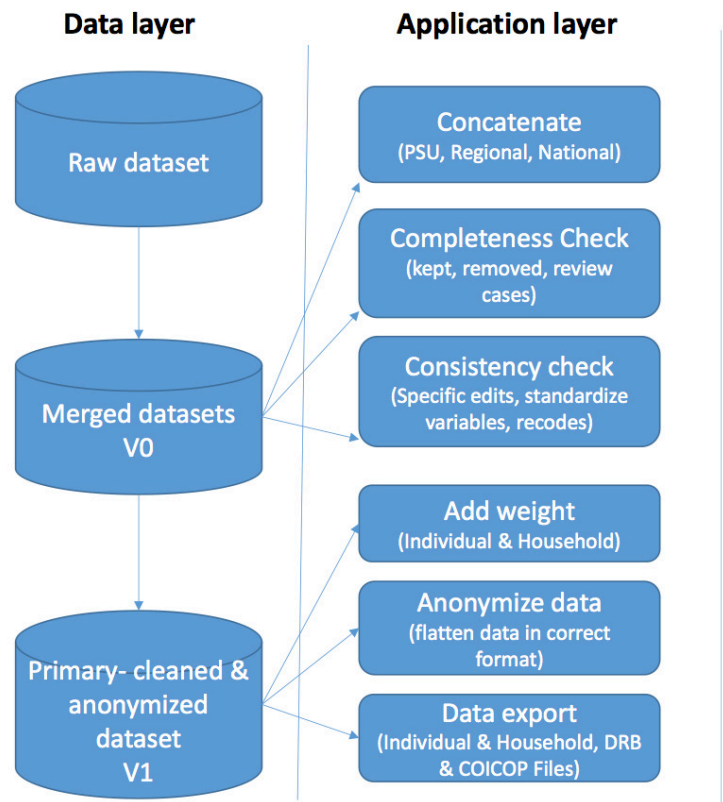 Data layer
Application layer
Raw dataset
Concatenate
(PSU, Regional, National)
Completeness Check
(kept, removed, review
cases)
Merged datasets
V0
Consistency check
(Specific edits, standardize
variables, recodes)
Add weight
(Individual & Household)
Anonymize data
(flatten data in correct
format)
Primary- cleaned &
anonymized
dataset
V1
Data export
(Individual & Household, DRB
& COICOP Files)